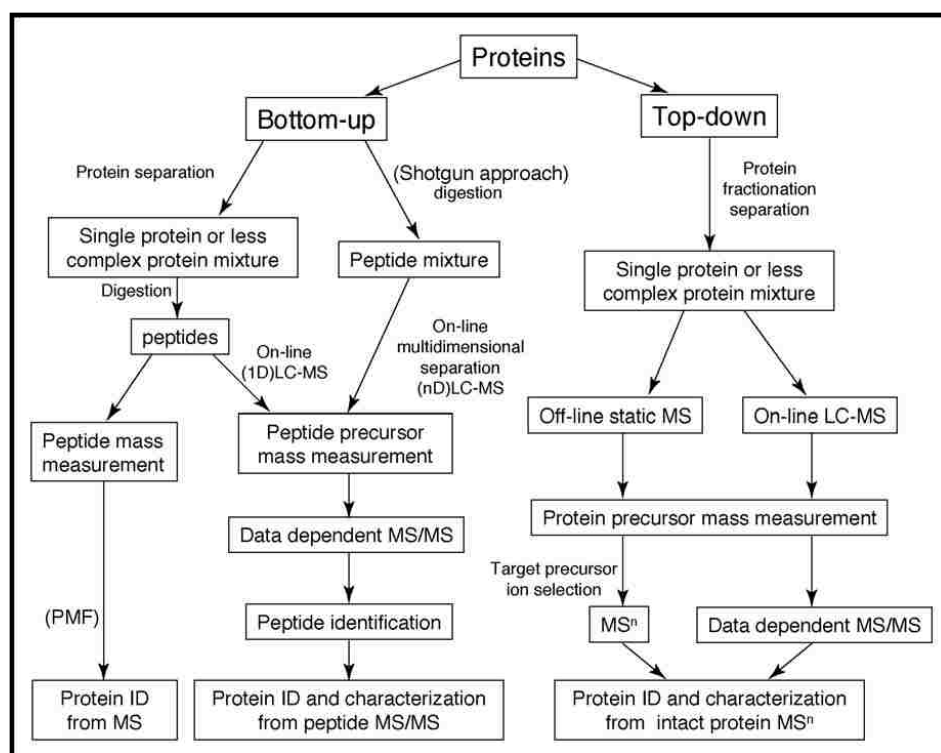 Proteins
Bottom-up
Top-down
Protein separation
(Shotgun approach)
digestion
Protein
fractionation
separation
Single protein or less
complex protein mixture
Peptide mixture
Single protein or less
complex protein mixture
Digestion
peptides
On-line
(1D)LC-MS
On-line
multidimensional
separation
(nD)LC-MS
Off-line static MS
On-line LC-MS
Peptide mass
measurement
Peptide precursor
mass measurement
Protein precursor mass measurement
Data dependent MS/MS
Target precursor
ion selection
(PMF)
Peptide identification
MSⁿ
Data dependent MS/MS
Protein ID
from MS
Protein ID and characterization
from peptide MS/MS
Protein ID and characterization
from intact protein MSⁿ